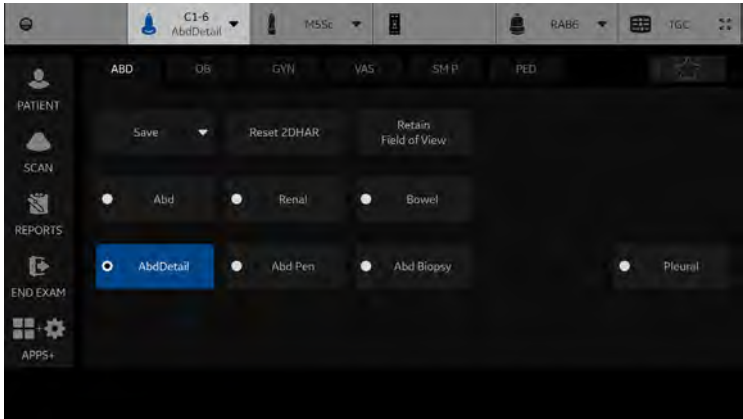 C1-6
AbdDetail
M5Sc
RAB6
TGC
ABD
OB
GYN
VAS
SM P
PED
PATIENT
SCAN
REPORTS
END EXAM
APPS+
Save
Reset 2DHAR
Retain
Field of View
Abd
Renal
Bowel
AbdDetail
Abd Pen
Abd Biopsy
Pleural